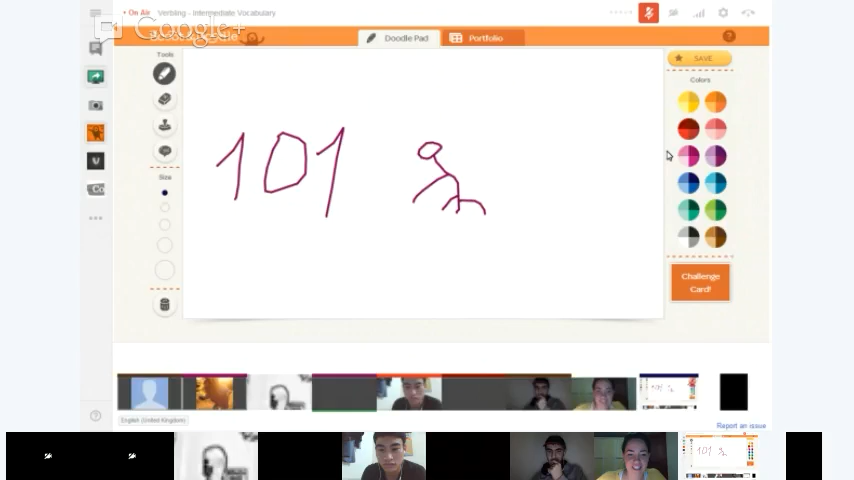 • On Air Verbing - Intermediate Vocabulary
Google+
Doodle Pad
Portfolio
Tools
SAVE
Colors
101
Size
Challenge
Card!
English (United Kingdom)
Report an issue